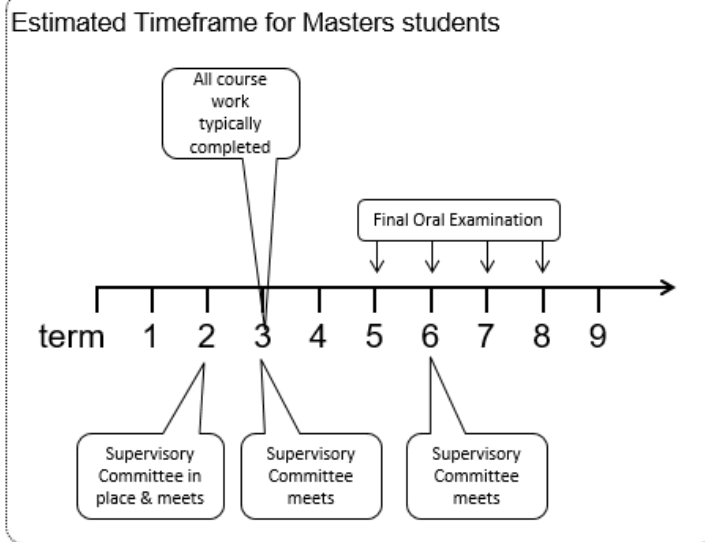 Estimated Timeframe for Masters students
All course
work
typically
completed
Final Oral Examination
term 1 2 3 4 5 6 7 8 9
Supervisory
Committee in
place & meets
Supervisory
Committee
meets
Supervisory
Committee
meets